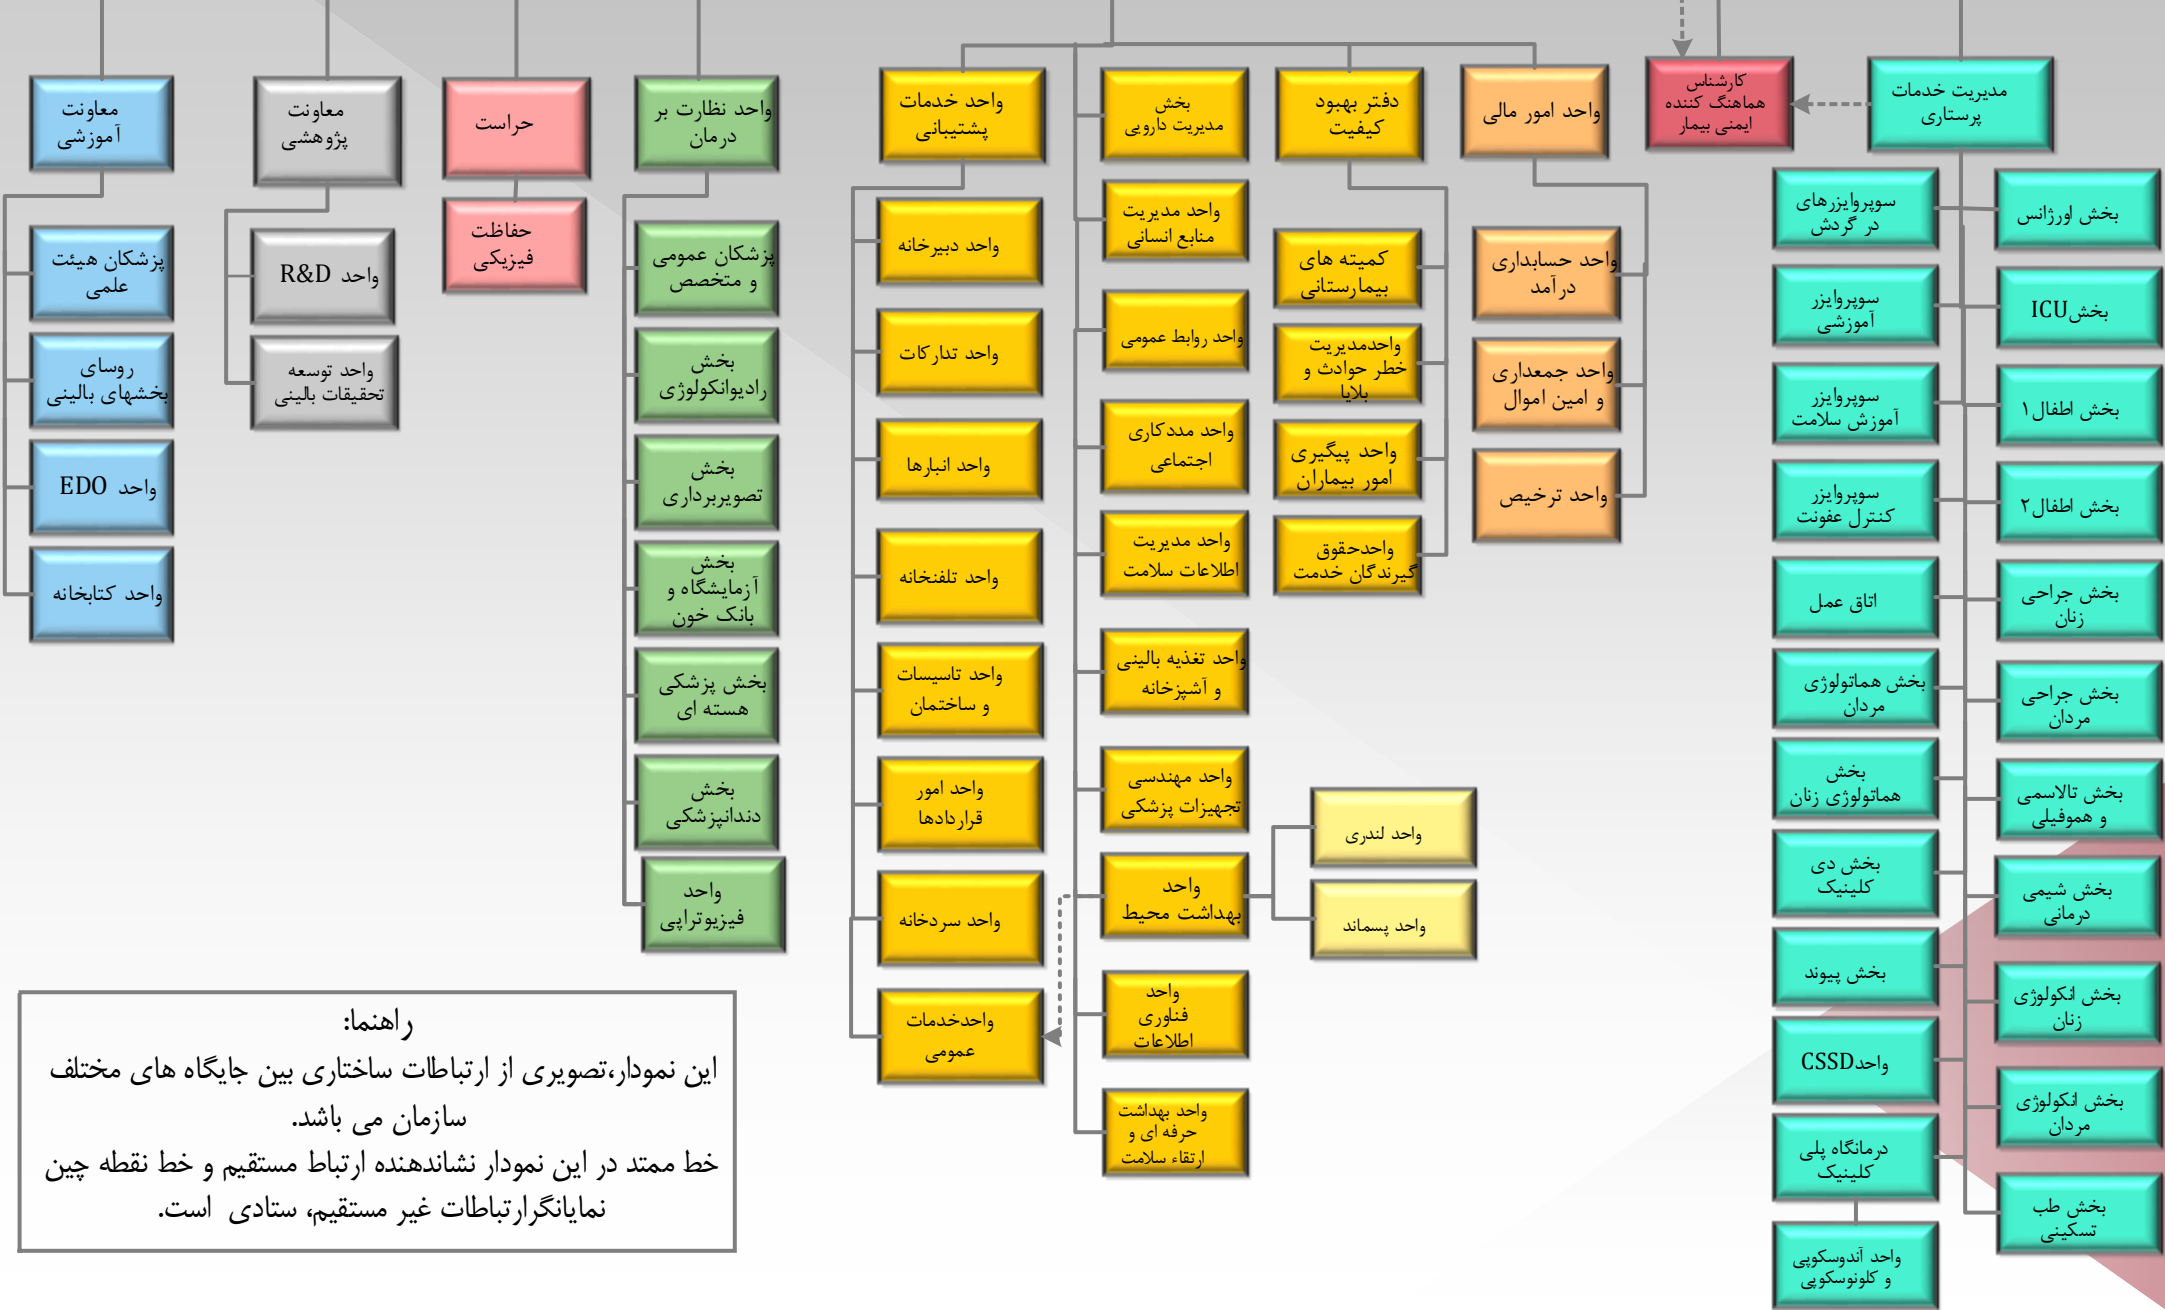 معاونت
آموزشی
پزشکان هیئت
علمی
روسای
بخشهای بالینی
واحد EDO
واحد کتابخانه
معاونت
پژوهشی
واحد R&D
واحد توسعه
تحقیقات بالینی
حراست
حفاظت
فیزیکی
واحد نظارت بر
درمان
پزشکان عمومی
و متخصص
بخش
رادیوانکولوژی
بخش
تصویربرداری
بخش
آزمایشگاه و
بانک خون
بخش پزشکی
هسته ای
بخش
دندانپزشکی
واحد
فیزیوتراپی
واحد خدمات
پشتیبانی
واحد دبیرخانه
واحد تدارکات
واحد انبارها
واحد تلفنخانه
واحد تاسیسات
و ساختمان
واحد امور
قراردادها
واحد سردخانه
واحدخدمات
عمومی
بخش
مدیریت دارویی
واحد مدیریت
منابع انسانی
واحد روابط عمومی
واحد مددکاری
اجتماعی
واحد مدیریت
اطلاعات سلامت
واحد تغذیه بالینی
و آشپزخانه
واحد مهندسی
تجهیزات پزشکی
واحد
بهداشت محیط
واحد
فناوری
اطلاعات
واحد بهداشت
حرفه ای و
ارتقاء سلامت
واحد لندری
واحد پسماند
دفتر بهبود
کیفیت
کمیته های
بیمارستانی
واحدمدیریت
خطر حوادث و
بلایا
واحد پیگیری
امور بیماران
واحدحقوق
گیرندگان خدمت
واحد امور مالی
واحد حسابداری
درآمد
واحد جمعداری
و امین اموال
واحد ترخیص
کارشناس
هماهنگ کننده
ایمنی بیمار
مدیریت خدمات
پرستاری
سوپروایزرهای
در گردش
سوپروایزر
آموزشی
سوپروایزر
آموزش سلامت
سوپروایزر
کنترل عفونت
اتاق عمل
بخش هماتولوژی
مردان
بخش
هماتولوژی زنان
بخش دی
کلینیک
بخش پیوند
واحدCSSD
درمانگاه پلی
کلینیک
واحد آندوسکوپی
و کلونوسکوپی
بخش اورژانس
بخشICU
بخش اطفال۱
بخش اطفال۲
بخش جراحی
زنان
بخش جراحی
مردان
بخش تالاسمی
و هموفیلی
بخش شیمی
درمانی
بخش انکولوژی
زنان
بخش انکولوژی
مردان
بخش طب
تسکینی
راهنما:
این نمودار،تصویری از ارتباطات ساختاری بین جایگاه های مختلف
سازمان می باشد.
خط ممتد در این نمودار نشاندهنده ارتباط مستقیم و خط نقطه چین
نمایانگرارتباطات غیر مستقیم، ستادی است.